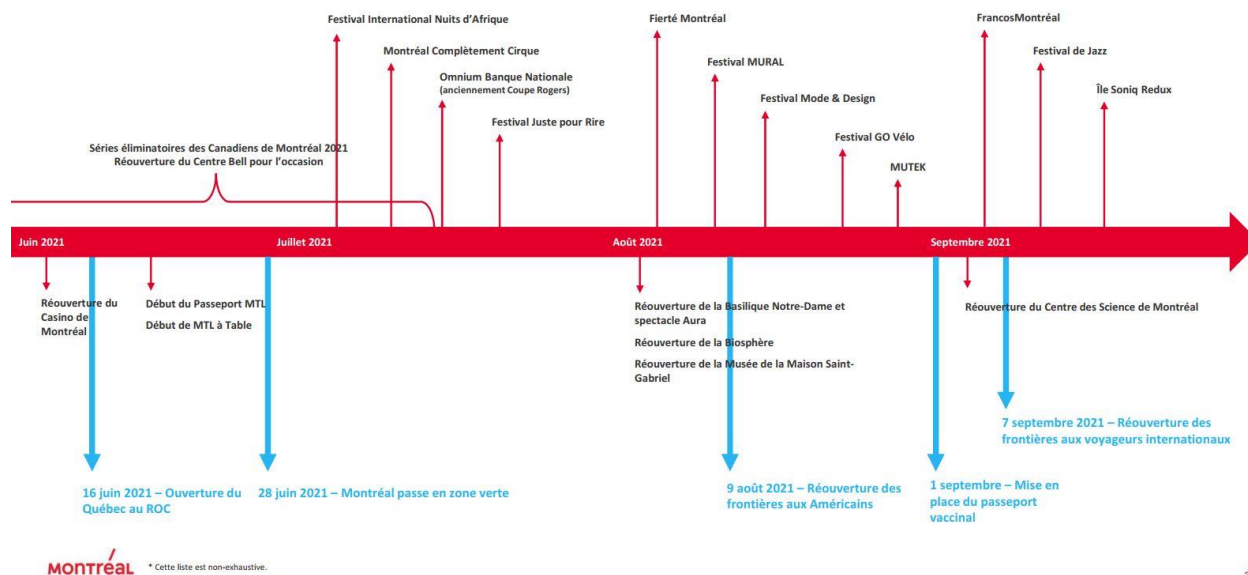 Festival International Nuits d'Afrique
Montréal Complètement Cirque
Omnium Banque Nationale
(anciennement Coupe Rogers)
Festival Juste pour Rire
Séries éliminatoires des Canadiens de Montréal 2021
Réouverture du Centre Bell pour l'occasion
Fierté Montréal
Festival MURAL
Festival Mode & Design
Festival GO Vélo
MUTEK
FrancosMontréal
Festival de Jazz
Île Soniq Redux
Juin 2021
Juillet 2021
Août 2021
Septembre 2021
Réouverture du
Casino de
Montréal
Début du Passeport MTL
Début de MTL à Table
Réouverture de la Basilique Notre-Dame et
spectacle Aura
Réouverture de la Biosphère
Réouverture de la Musée de la Maison Saint-
Gabriel
Réouverture du Centre des Science de Montréal
16 juin 2021 – Ouverture du
Québec au ROC
28 juin 2021 – Montréal passe en zone verte
9 août 2021 – Réouverture des
frontières aux Américains
1 septembre – Mise en
place du passeport
vaccinal
7 septembre 2021 – Réouverture des
frontières aux voyageurs internationaux
MONTRÉAL
* Cette liste est non-exhaustive.